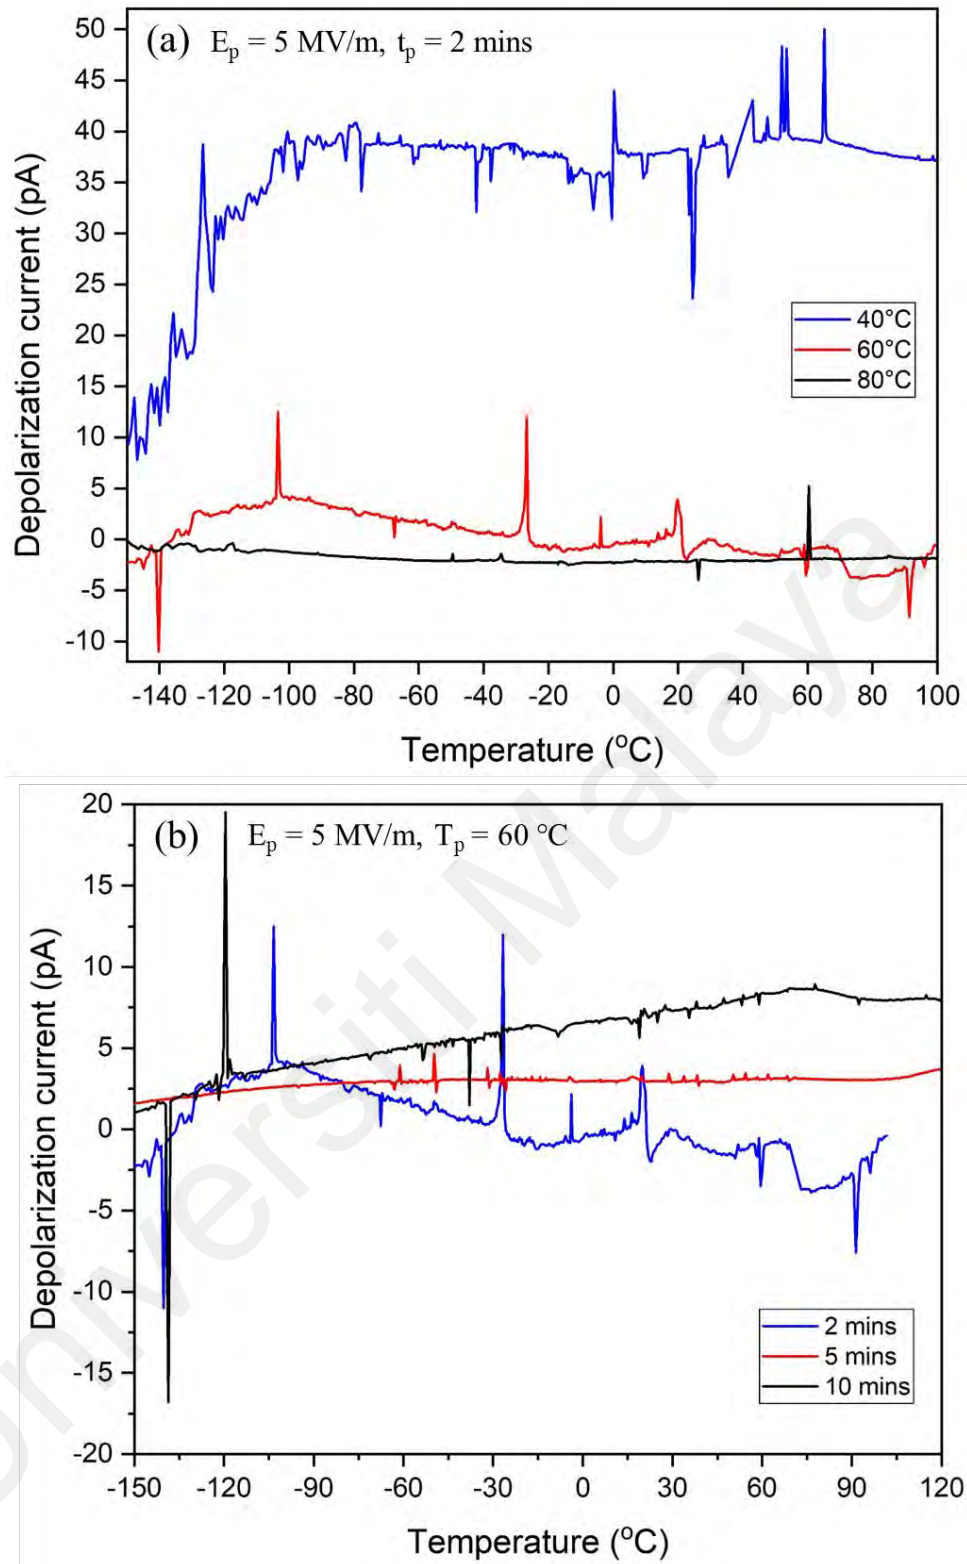 (a) Eₚ = 5 MV/m, tₚ = 2 mins
50
45
40
35
30
25
20
15
10
5
0
-5
-10
Depolarization current (pA)
40°C
60°C
80°C
-140 -120 -100 -80 -60 -40 -20 0 20 40 60 80 100
Temperature (°C)
(b) Eₚ = 5 MV/m, Tₚ = 60 °C
20
15
10
5
0
-5
-10
-15
-20
Depolarization current (pA)
2 mins
5 mins
10 mins
-150 -120 -90 -60 -30 0 30 60 90 120
Temperature (°C)
Universiti Malaya